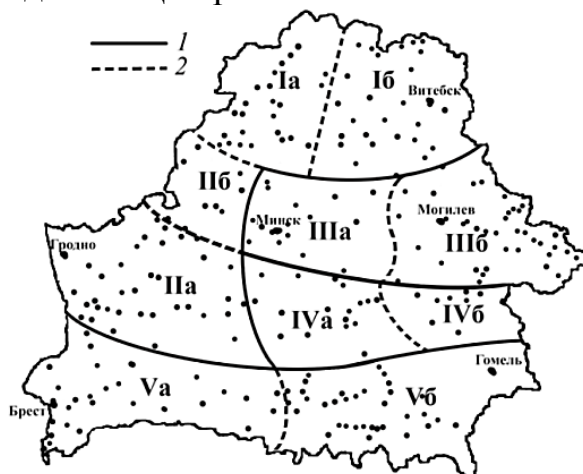 1
2
Iа
Iб
Витебск
IIб
Минск
IIIа
Могилев
IIIб
Гродно
IIа
IVа
IVб
Гомель
Vа
Брест
Vб